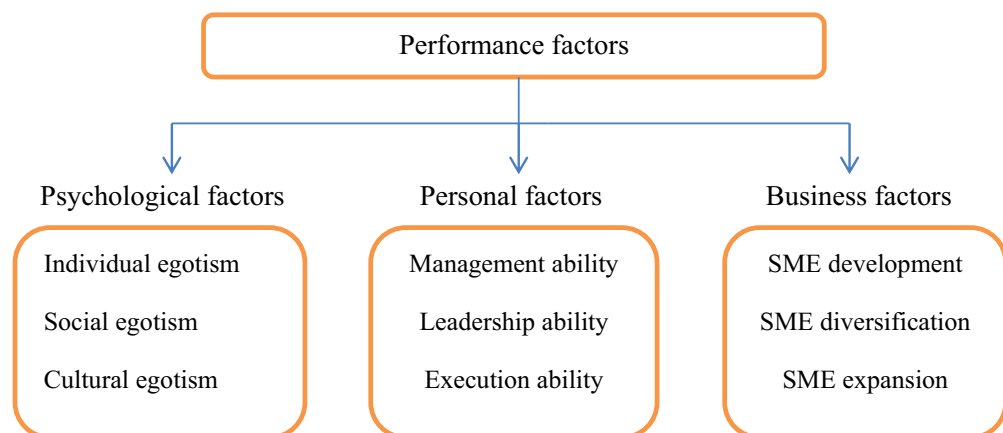 Performance factors
Psychological factors
Individual egotism
Social egotism
Cultural egotism
Personal factors
Management ability
Leadership ability
Execution ability
Business factors
SME development
SME diversification
SME expansion